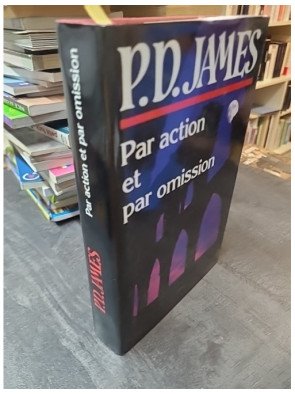 P.D. JAMES
Par action
et
par omission
Par action et par omission
P.D. JAMES